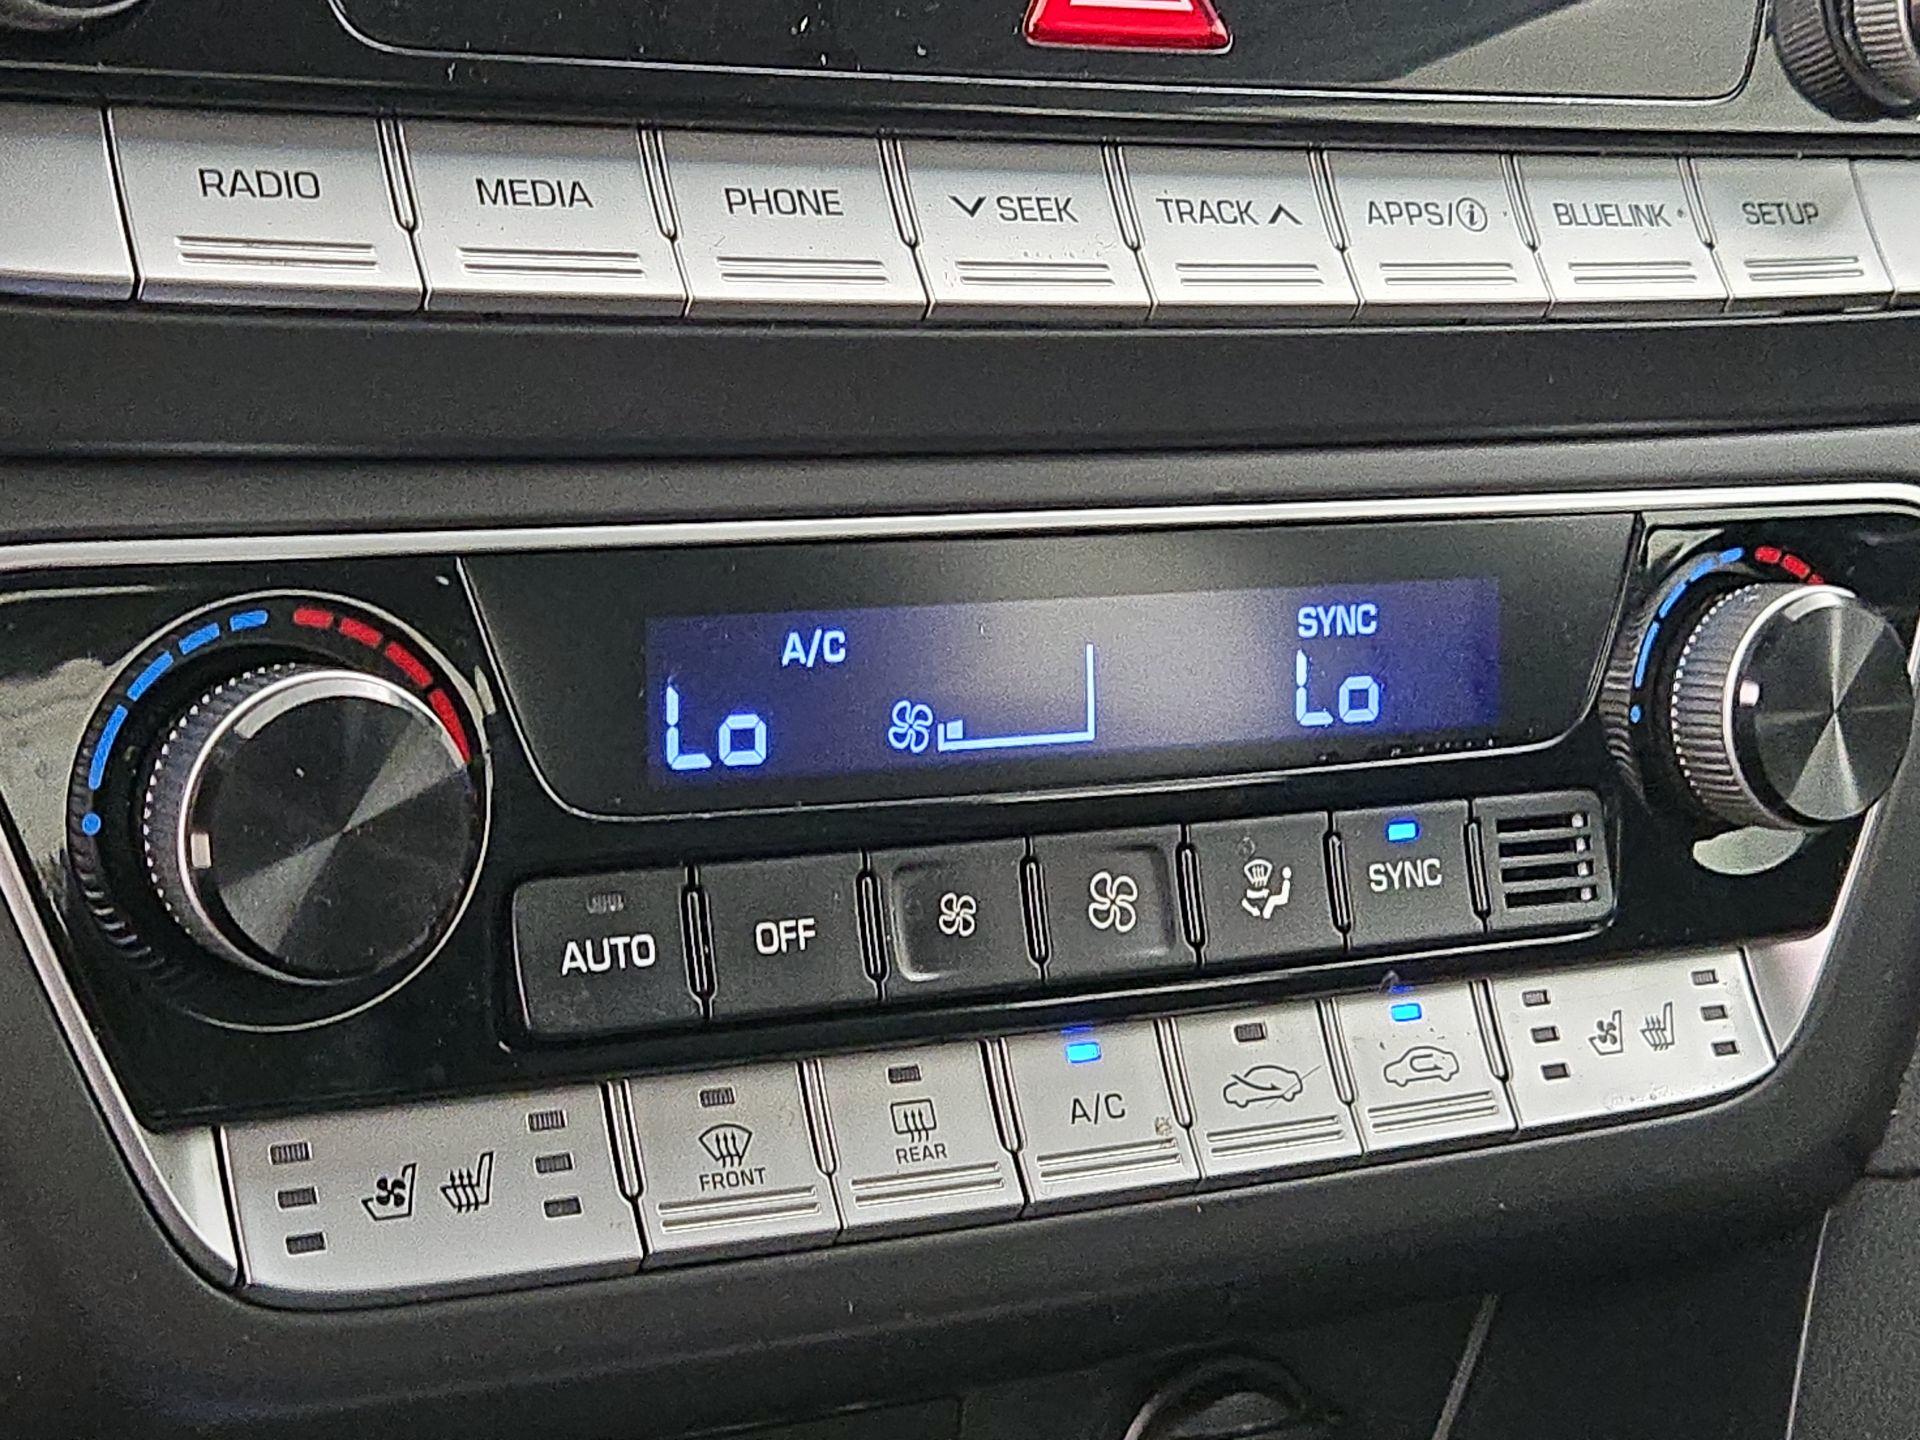 RADIO
MEDIA
PHONE
SEEK
TRACK
APPS/i
BLUELINK
SETUP
A/C
SYNC
Lo
Lo
AUTO
OFF
SYNC
FRONT
REAR
A/C